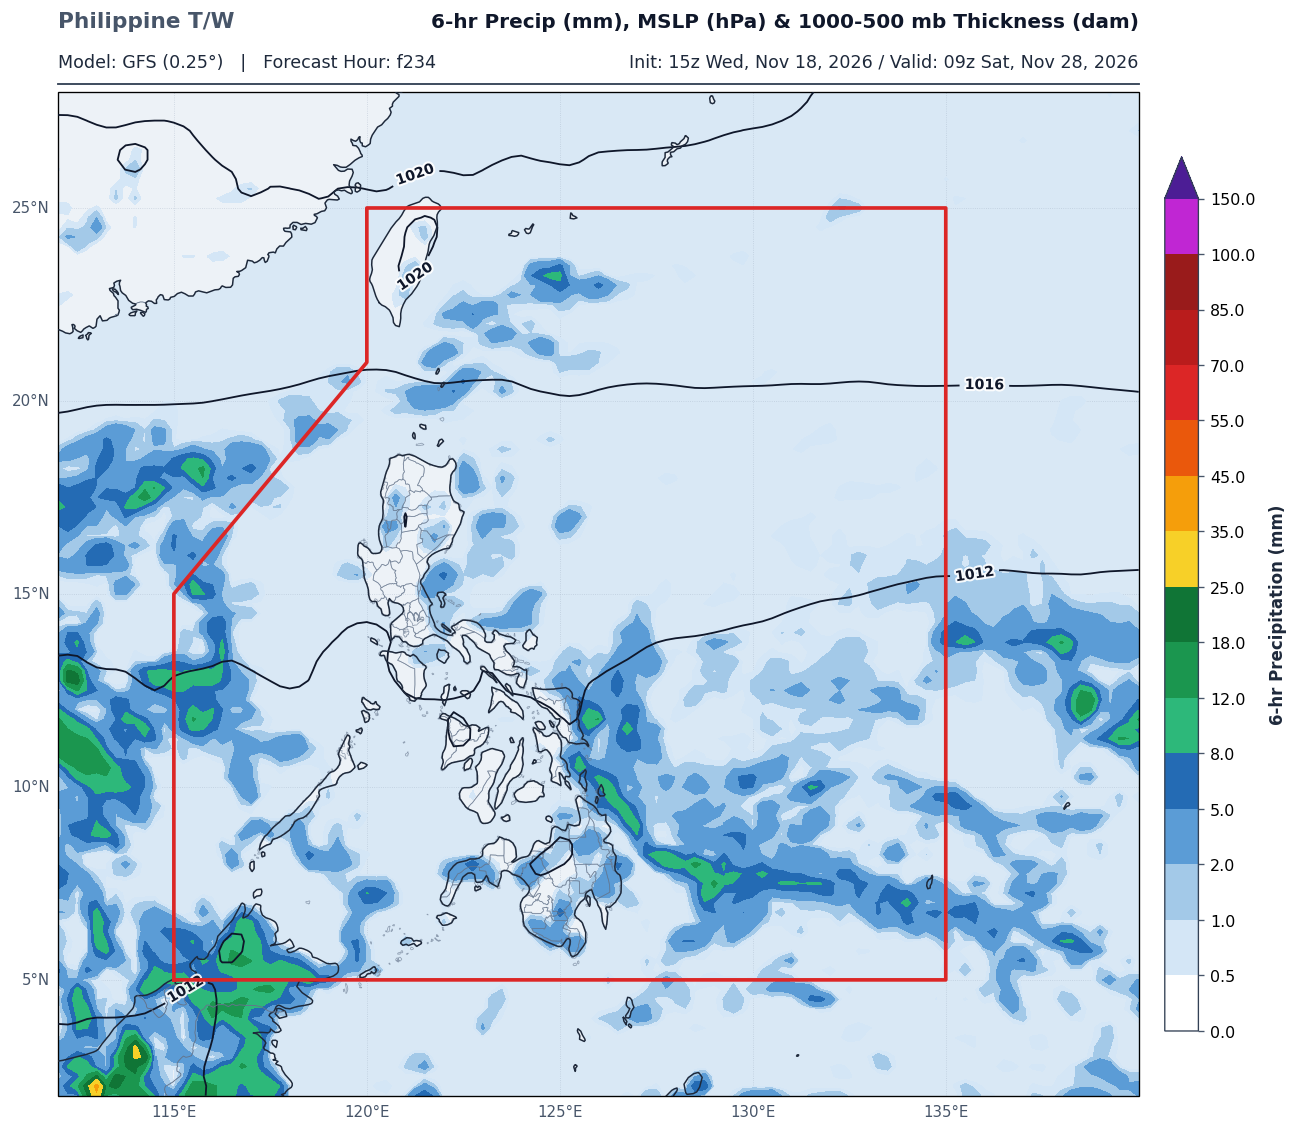 Philippine T/W
6-hr Precip (mm), MSLP (hPa) & 1000-500 mb Thickness (dam)
Model: GFS (0.25°) | Forecast Hour: f234
Init: 15z Wed, Nov 18, 2026 / Valid: 09z Sat, Nov 28, 2026
1020
1020
1016
1012
1012
25°N
20°N
15°N
10°N
5°N
115°E
120°E
125°E
130°E
135°E
150.0
100.0
85.0
70.0
55.0
45.0
35.0
25.0
18.0
12.0
8.0
5.0
2.0
1.0
0.5
0.0
6-hr Precipitation (mm)